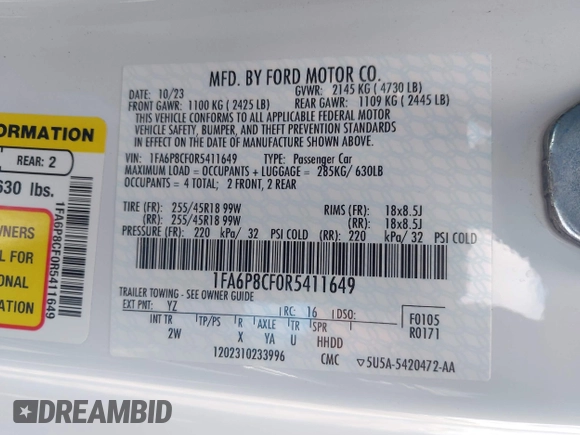 MFD. BY FORD MOTOR CO.
DATE: 10/23 GVWR: 2145 KG ( 4730 LB)
FRONT GAWR: 1100 KG ( 2425 LB) REAR GAWR: 1109 KG ( 2445 LB)
THIS VEHICLE CONFORMS TO ALL APPLICABLE FEDERAL MOTOR
VEHICLE SAFETY, BUMPER, AND THEFT PREVENTION STANDARDS IN
EFFECT ON THE DATE OF MANUFACTURE SHOWN ABOVE.
VIN: 1FA6P8CF0R5411649 TYPE: Passenger Car
MAXIMUM LOAD = OCCUPANTS + LUGGAGE = 285KG/ 630LB
OCCUPANTS = 4 TOTAL; 2 FRONT, 2 REAR
TIRE (FR): 255/45R18 99W RIMS (FR): 18x8.5J
(RR): 255/45R18 99W (RR): 18x8.5J
PRESSURE (FR): 220 kPa/ 32 PSI COLD (RR): 220 kPa/ 32 PSI COLD
1FA6P8CF0R5411649
TRAILER TOWING - SEE OWNER GUIDE
EXT PNT: YZ RC: 16 DSO: F0105
INT TR TP/PS R AXLE TR SPR R0171
2W X YA U HHDD
1202310233996 CMC ▽5U5A-5420472-AA
FORMATION
REAR: 2
630 lbs.
WNERS
L FOR
ONAL
ATION
1FA6P8CF0R5411649
DREAMBID